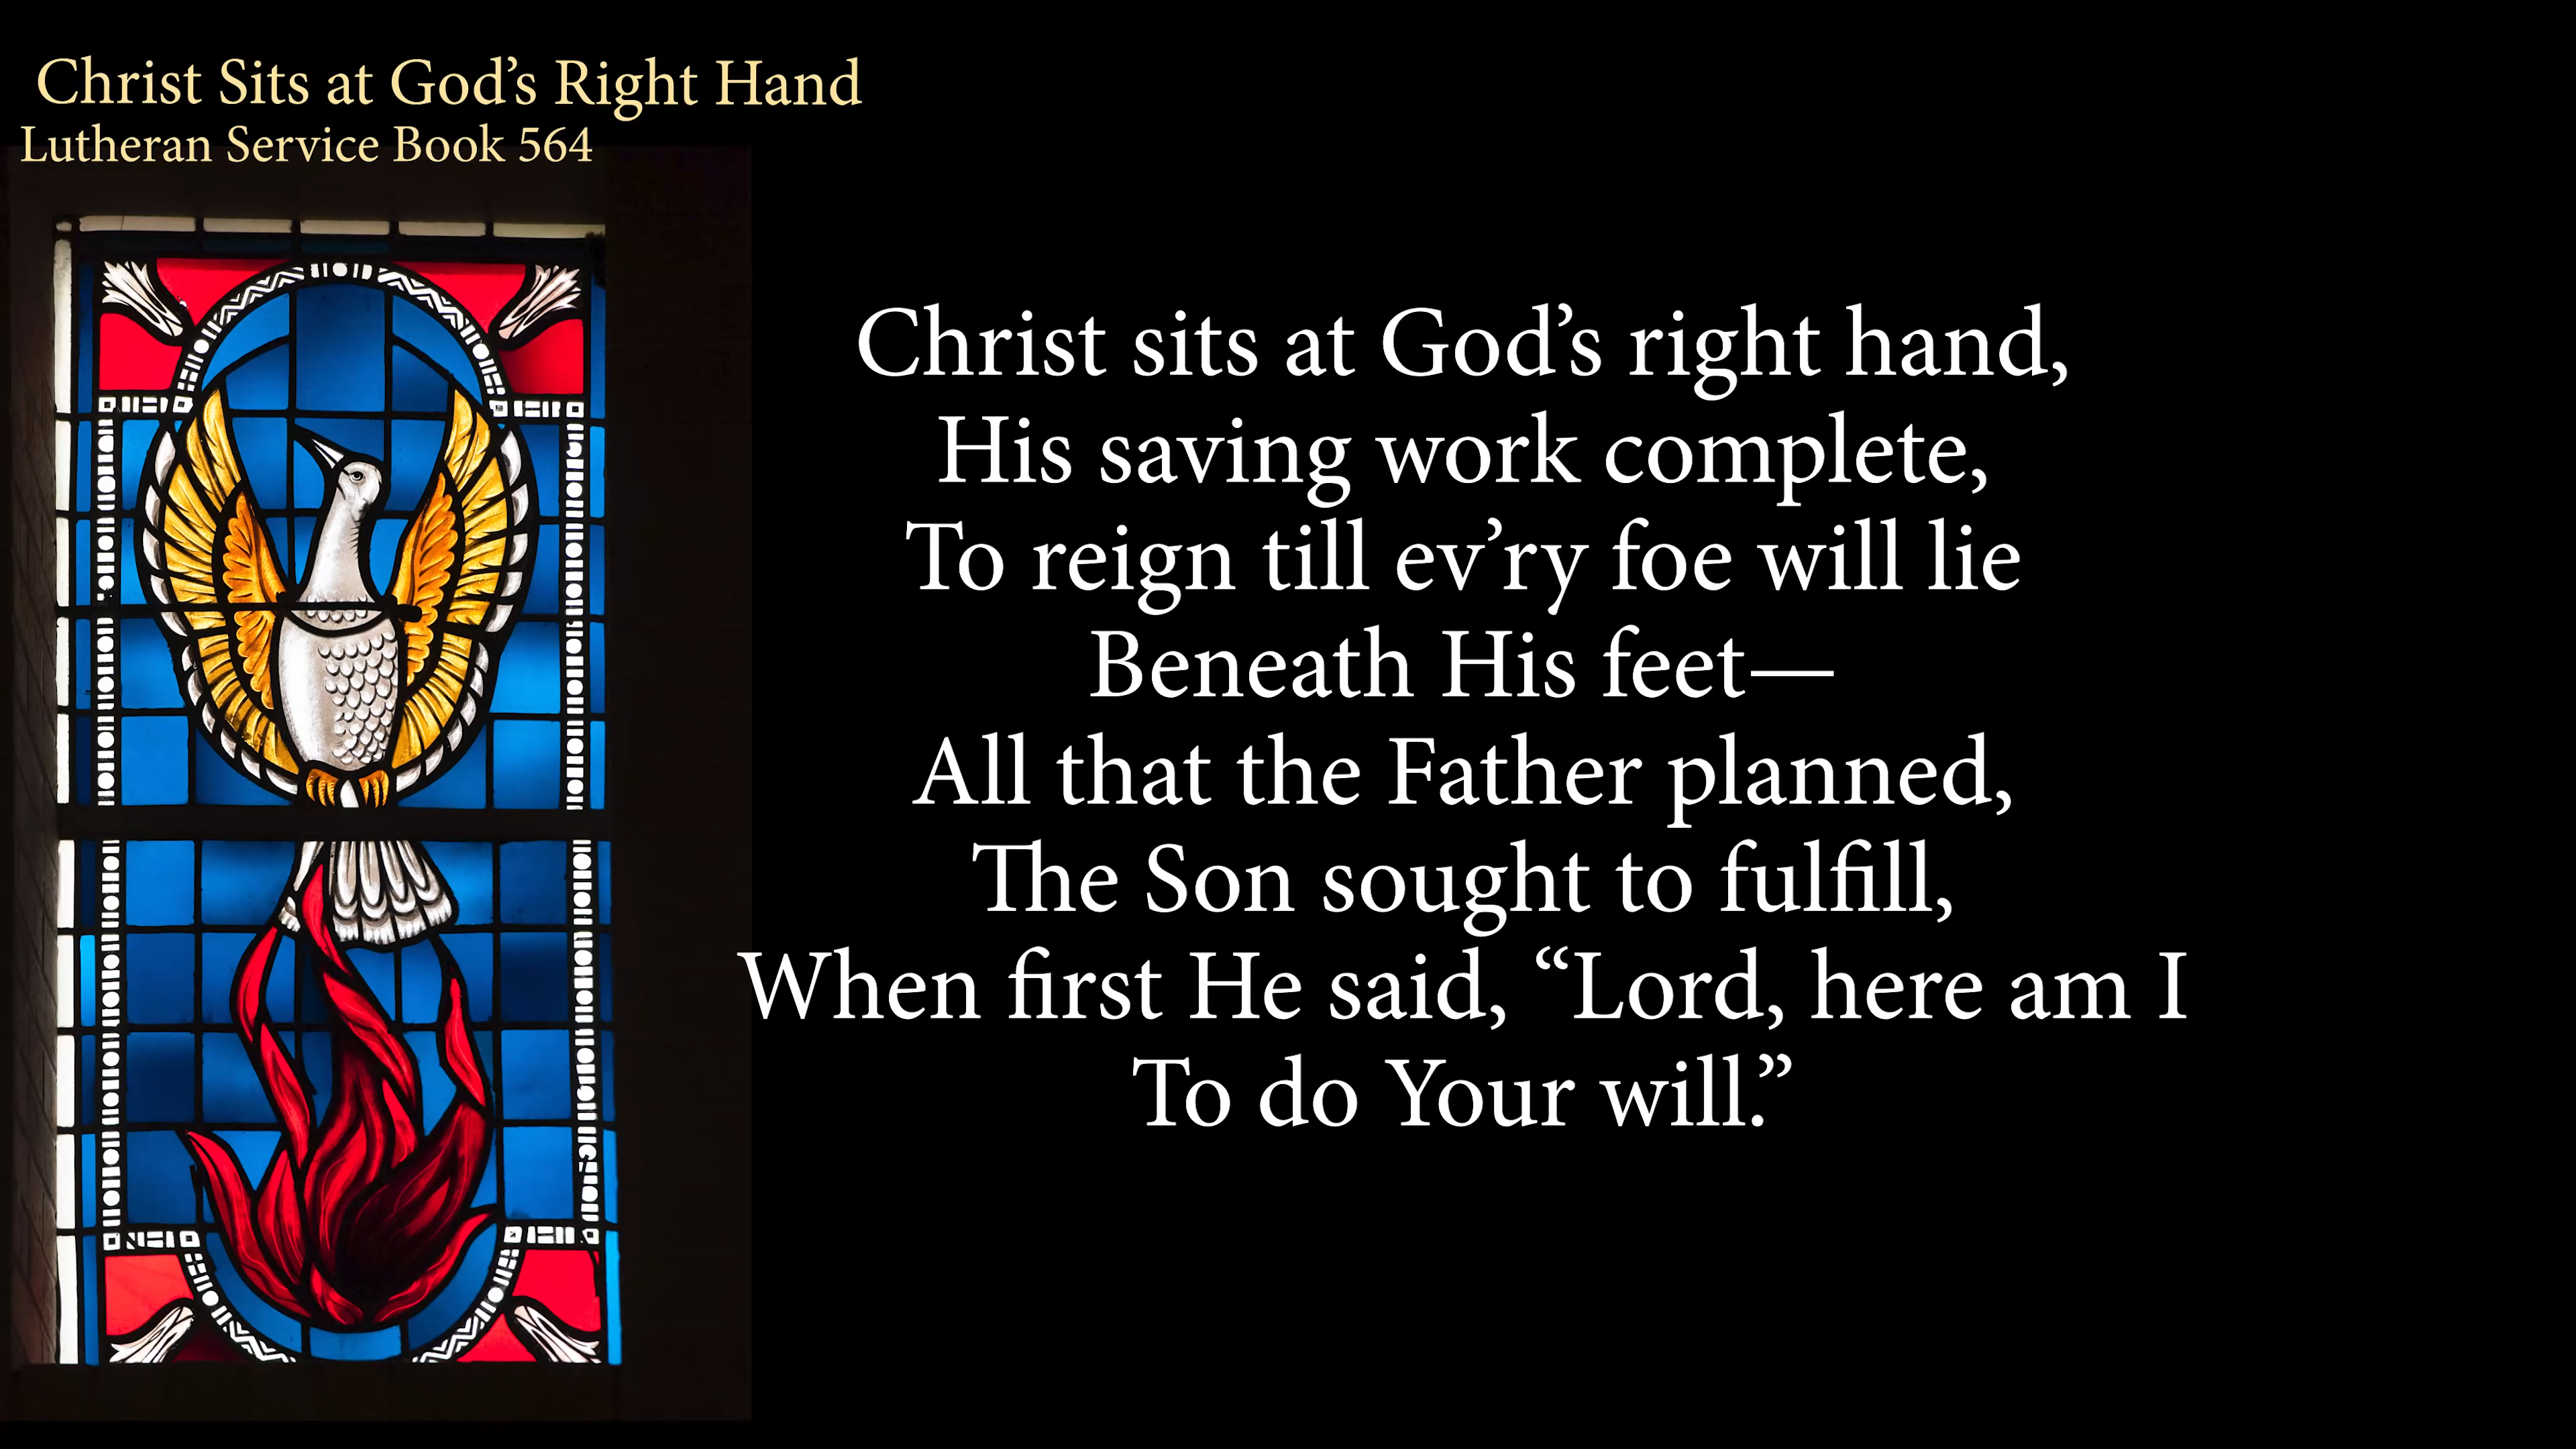 Christ Sits at God’s Right Hand
Lutheran Service Book 564
Christ sits at God’s right hand,
His saving work complete,
To reign till ev’ry foe will lie
Beneath His feet—
All that the Father planned,
The Son sought to fulfill,
When first He said, “Lord, here am I
To do Your will.”